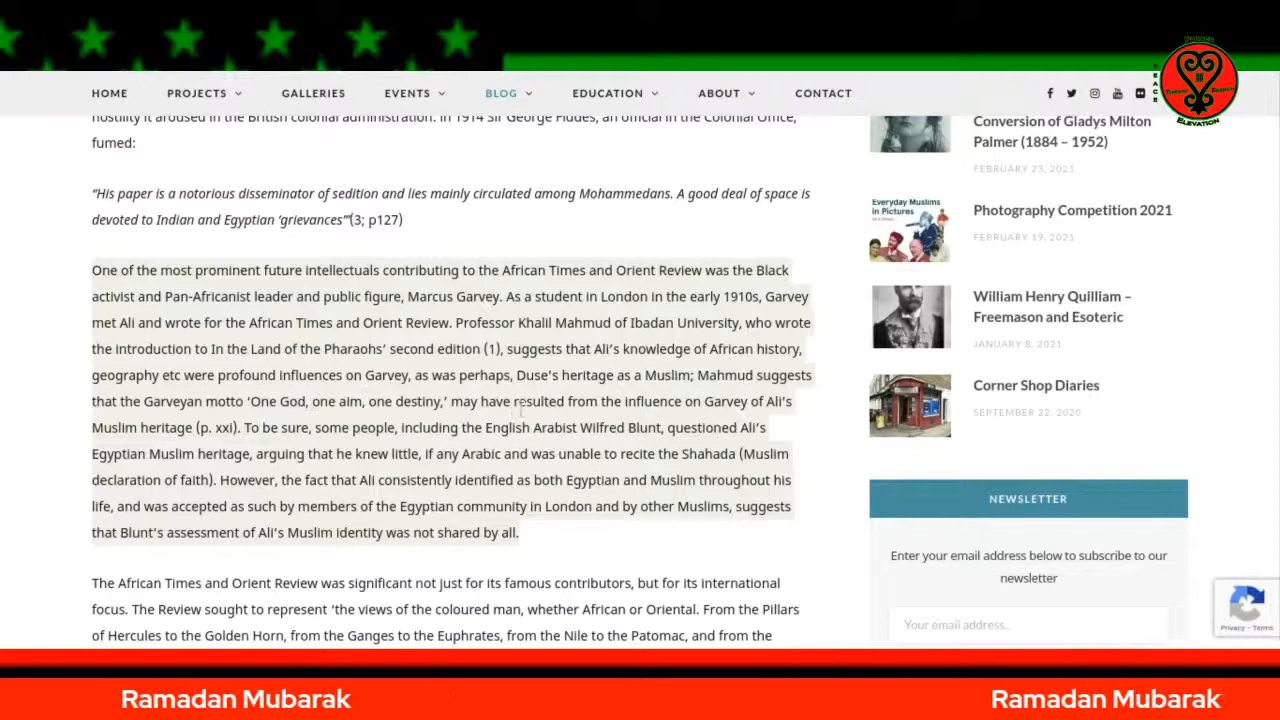 POWER
PEACE
ELEVATION
HOME PROJECTS GALLERIES EVENTS BLOG EDUCATION ABOUT CONTACT
hostility it aroused in the British colonial administration. In 1914 Sir George Fiddes, an official in the Colonial Office,
fumed:
“His paper is a notorious disseminator of sedition and lies mainly circulated among Mohammedans. A good deal of space is
devoted to Indian and Egyptian ‘grievances’”(3; p127)
One of the most prominent future intellectuals contributing to the African Times and Orient Review was the Black
activist and Pan-Africanist leader and public figure, Marcus Garvey. As a student in London in the early 1910s, Garvey
met Ali and wrote for the African Times and Orient Review. Professor Khalil Mahmud of Ibadan University, who wrote
the introduction to In the Land of the Pharaohs’ second edition (1), suggests that Ali’s knowledge of African history,
geography etc were profound influences on Garvey, as was perhaps, Duse’s heritage as a Muslim; Mahmud suggests
that the Garveyan motto ‘One God, one aim, one destiny,’ may have resulted from the influence on Garvey of Ali’s
Muslim heritage (p. xxi). To be sure, some people, including the English Arabist Wilfred Blunt, questioned Ali’s
Egyptian Muslim heritage, arguing that he knew little, if any Arabic and was unable to recite the Shahada (Muslim
declaration of faith). However, the fact that Ali consistently identified as both Egyptian and Muslim throughout his
life, and was accepted as such by members of the Egyptian community in London and by other Muslims, suggests
that Blunt’s assessment of Ali’s Muslim identity was not shared by all.
The African Times and Orient Review was significant not just for its famous contributors, but for its international
focus. The Review sought to represent ‘the views of the coloured man, whether African or Oriental. From the Pillars
of Hercules to the Golden Horn, from the Ganges to the Euphrates, from the Nile to the Patomac, and from the
Conversion of Gladys Milton
Palmer (1884 – 1952)
FEBRUARY 23, 2021
Everyday Muslims
in Pictures
Photography Competition 2021
FEBRUARY 19, 2021
William Henry Quilliam –
Freemason and Esoteric
JANUARY 8, 2021
Corner Shop Diaries
SEPTEMBER 22, 2020
NEWSLETTER
Enter your email address below to subscribe to our
newsletter
Your email address..
Privacy - Terms
Ramadan Mubarak
Ramadan Mubarak